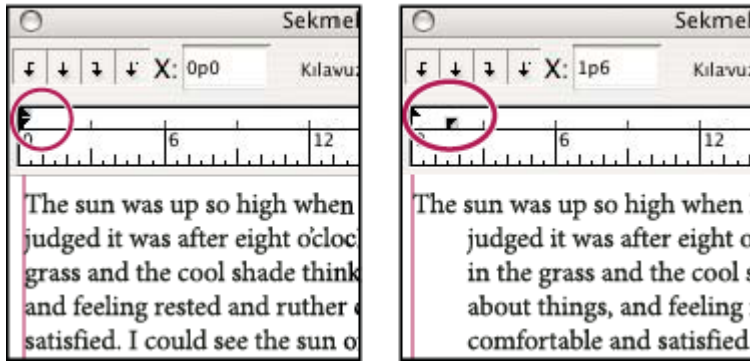 Sekmel
X: 0p0 Kılavuz
0 6 12
The sun was up so high when
judged it was after eight o'cloc
grass and the cool shade think
and feeling rested and ruther
satisfied. I could see the sun o
Sekmel
X: 1p6 Kılavuz
6 12
The sun was up so high when
judged it was after eight o
in the grass and the cool s
about things, and feeling
comfortable and satisfied